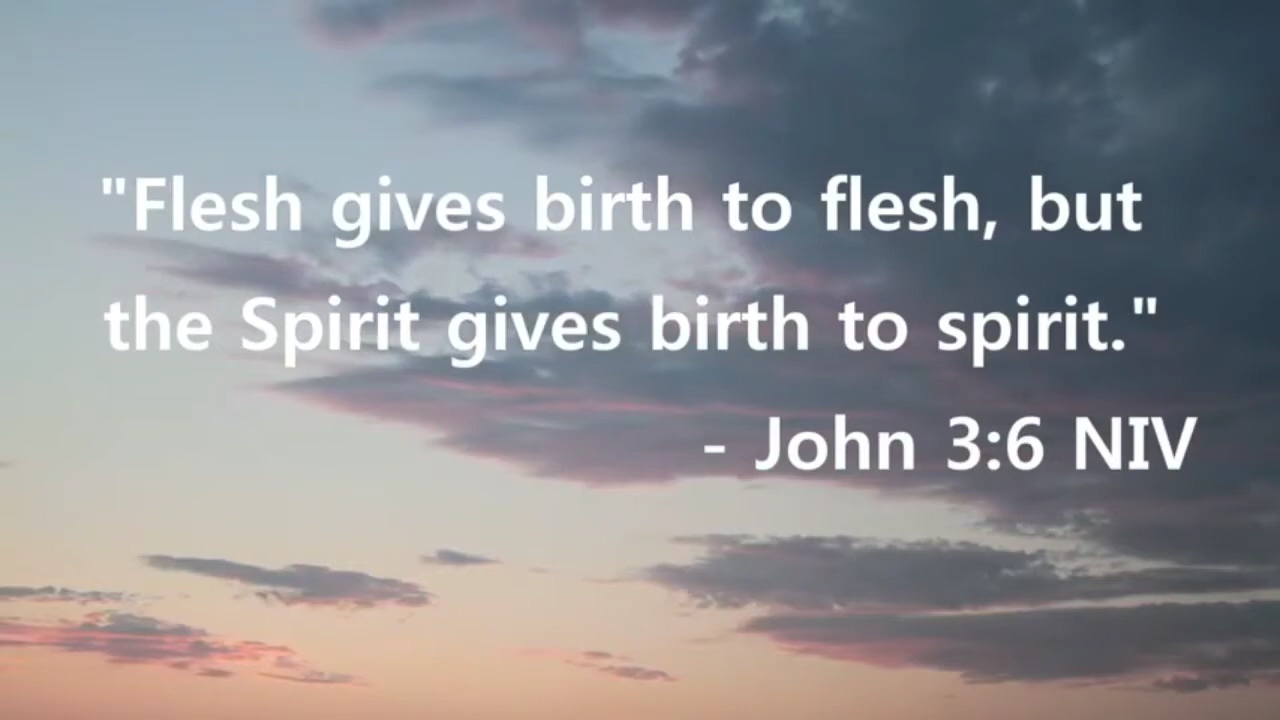 "Flesh gives birth to flesh, but
the Spirit gives birth to spirit."
- John 3:6 NIV